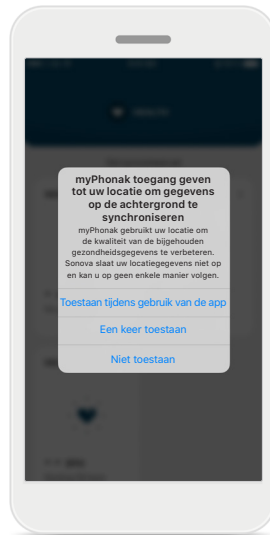 myPhonak toegang geven
tot uw locatie om gegevens
op de achtergrond te
synchroniseren
myPhonak gebruikt uw locatie om
de kwaliteit van de bijgehouden
gezondheidsgegevens te verbeteren.
Sonova slaat uw locatiegegevens niet op
en kan u op geen enkele manier volgen.
Toestaan tijdens gebruik van de app
Een keer toestaan
Niet toestaan